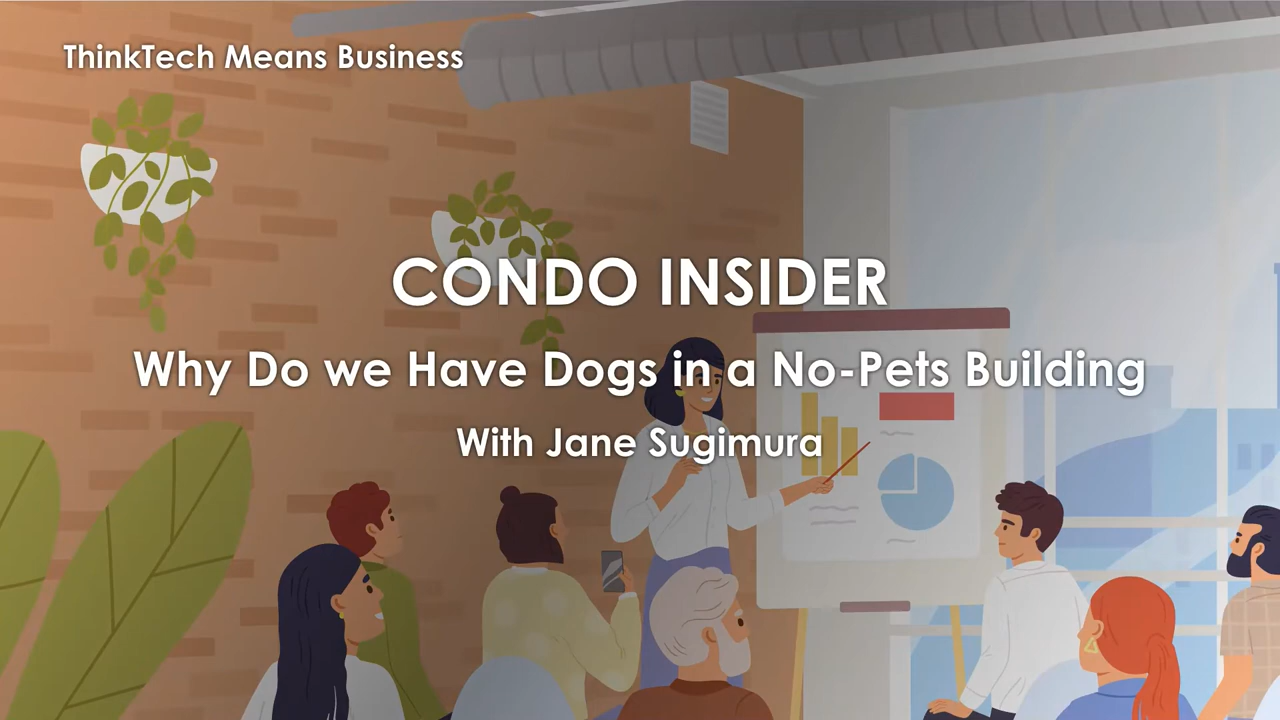 ThinkTech Means Business
CONDO INSIDER
Why Do we Have Dogs in a No-Pets Building
With Jane Sugimura